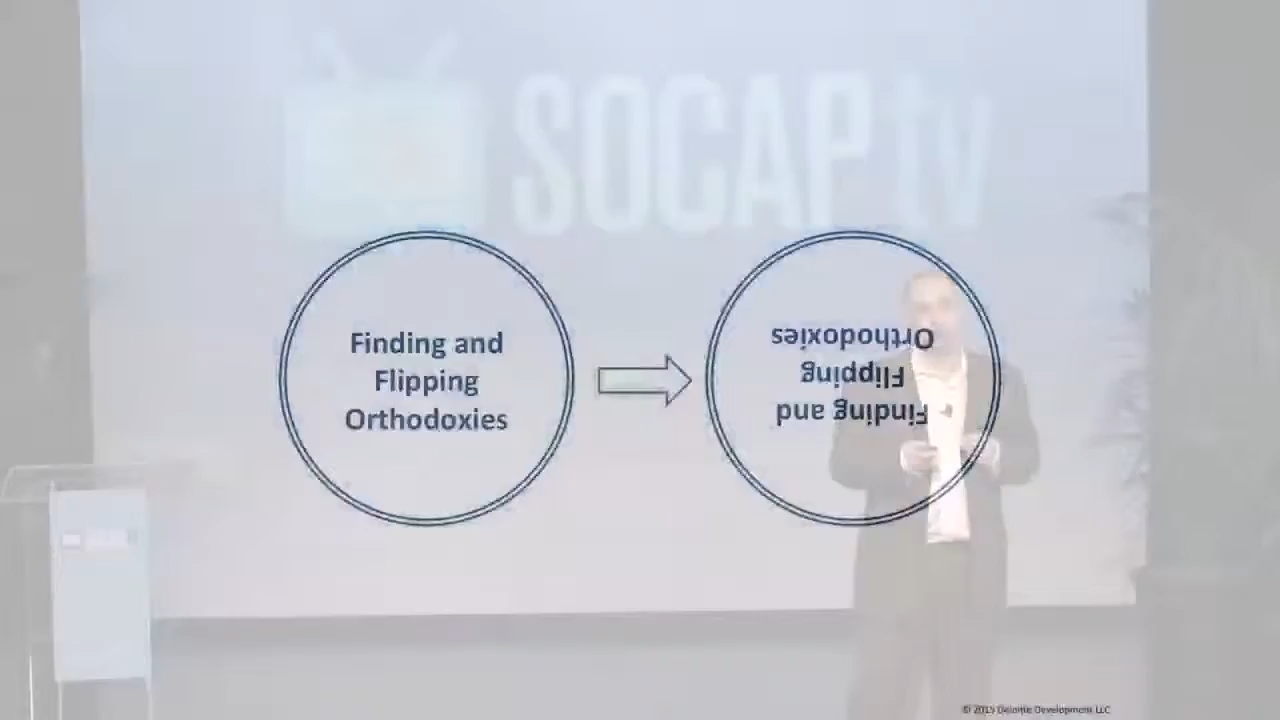 SOCAP tv
Finding and
Flipping
Orthodoxies
Finding and
Flipping
Orthodoxies
© 2015 Deloitte Development LLC